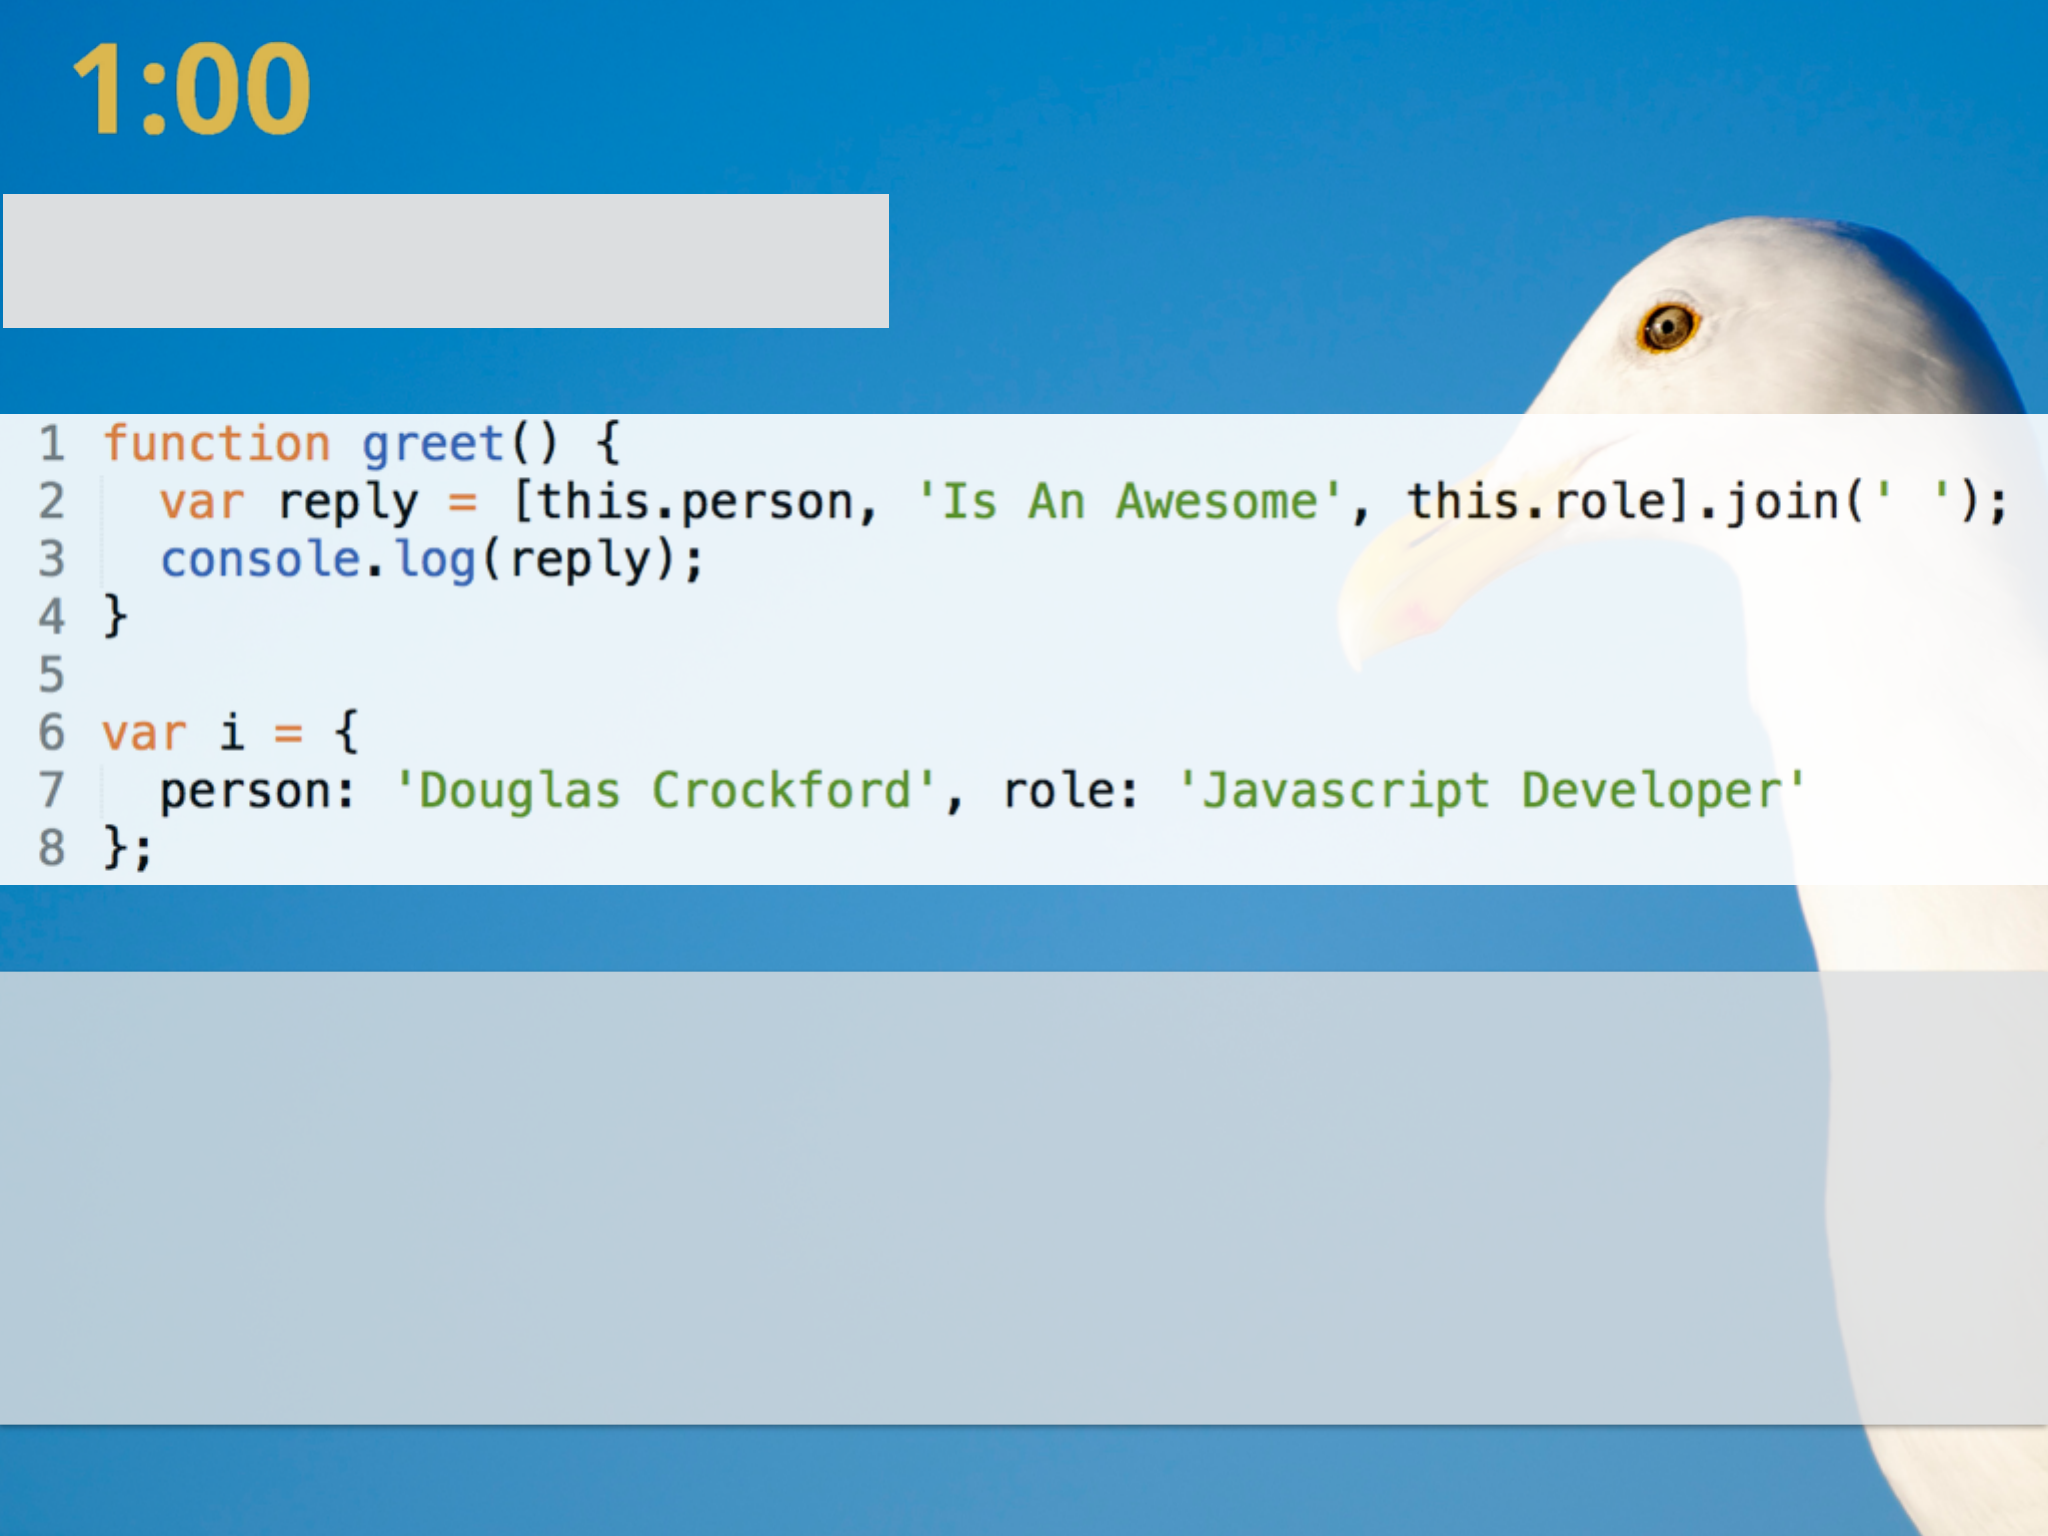 1:00
1 function greet() {
2   var reply = [this.person, 'Is An Awesome', this.role].join(' ');
3   console.log(reply);
4 }
5
6 var i = {
7   person: 'Douglas Crockford', role: 'Javascript Developer'
8 };